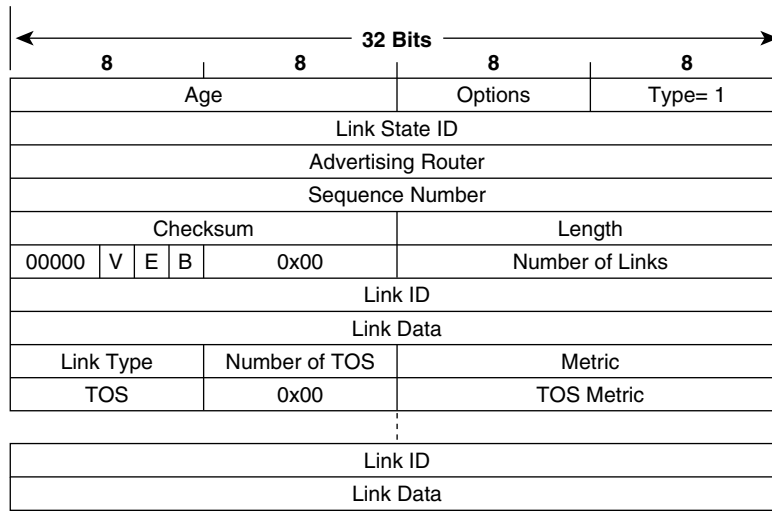 32 Bits
8 8 8 8
Age Options Type= 1
Link State ID
Advertising Router
Sequence Number
Checksum Length
00000 V E B 0x00 Number of Links
Link ID
Link Data
Link Type Number of TOS Metric
TOS 0x00 TOS Metric
Link ID
Link Data